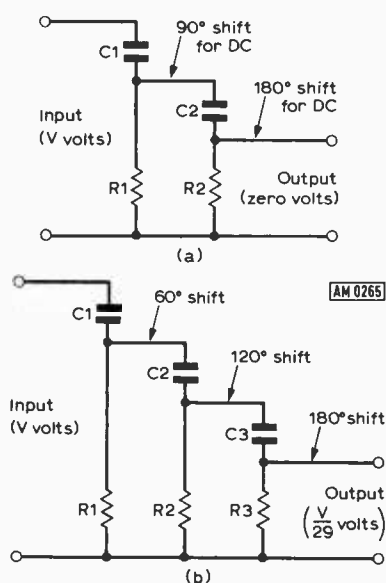 90° shift
for DC
C1
180° shift
for DC
Input
(V volts)
C2
R1
R2
Output
(zero volts)
(a)
AM 0265
60° shift
C1
120° shift
C2
Input
(V volts)
180° shift
C3
R1
R2
R3
Output
(V/29 volts)
(b)